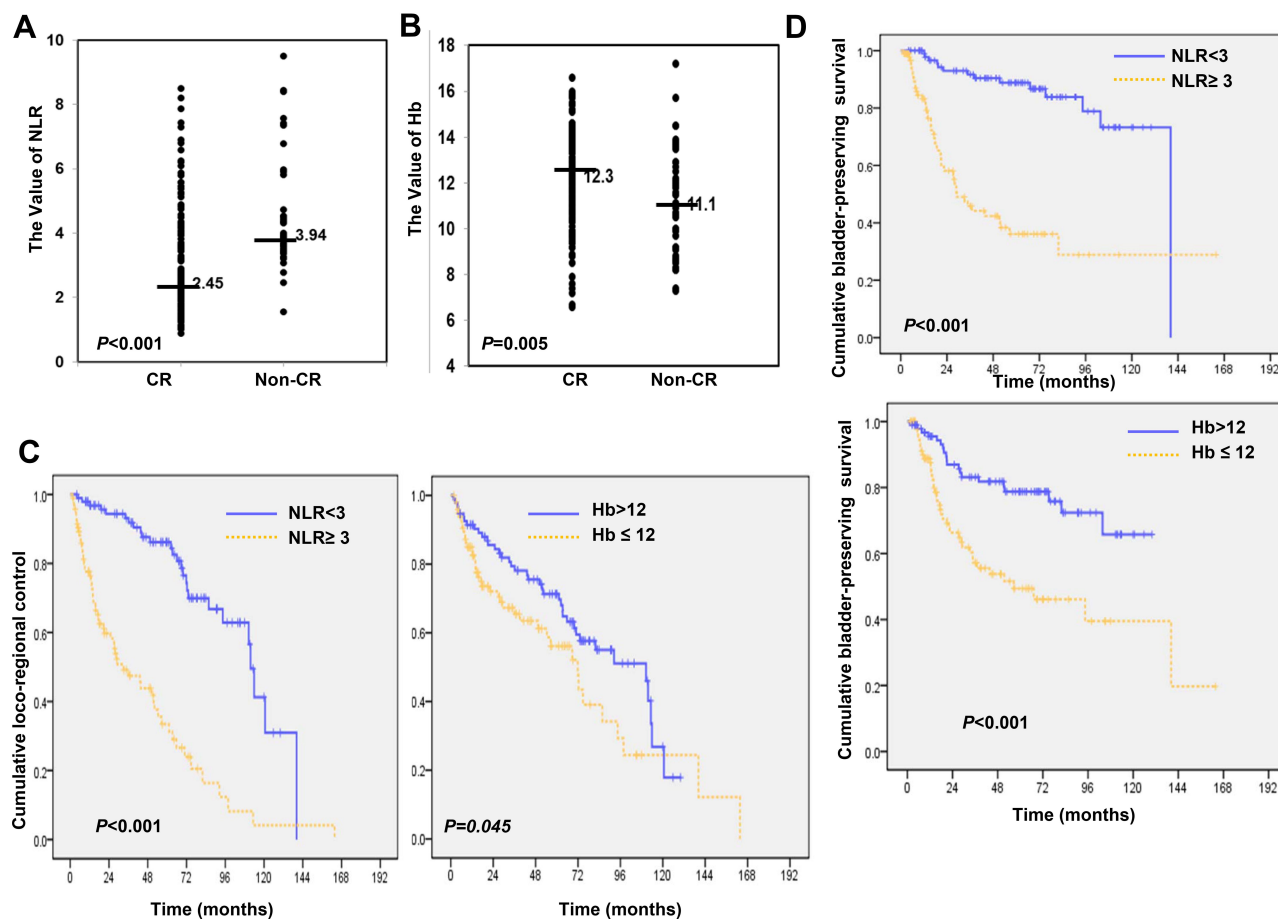 A
The Value of NLR
10
8
6
4
2
0
2.45
3.94
P<0.001
CR
Non-CR
B
The Value of Hb
18
16
14
12
10
8
6
4
12.3
11.1
P=0.005
CR
Non-CR
C
Cumulative loco-regional control
1.0
0.8
0.6
0.4
0.2
0.0
NLR<3
NLR≥ 3
P<0.001
0 24 48 72 96 120 144 168 192
Time (months)
1.0
0.8
0.6
0.4
0.2
0.0
Hb>12
Hb ≤ 12
P=0.045
0 24 48 72 96 120 144 168 192
Time (months)
D
Cumulative bladder-preserving survival
1.0
0.8
0.6
0.4
0.2
0.0
NLR<3
NLR≥ 3
P<0.001
0 24 48 72 96 120 144 168 192
Time (months)
Cumulative bladder-preserving survival
1.0
0.8
0.6
0.4
0.2
0.0
Hb>12
Hb ≤ 12
P<0.001
0 24 48 72 96 120 144 168 192
Time (months)